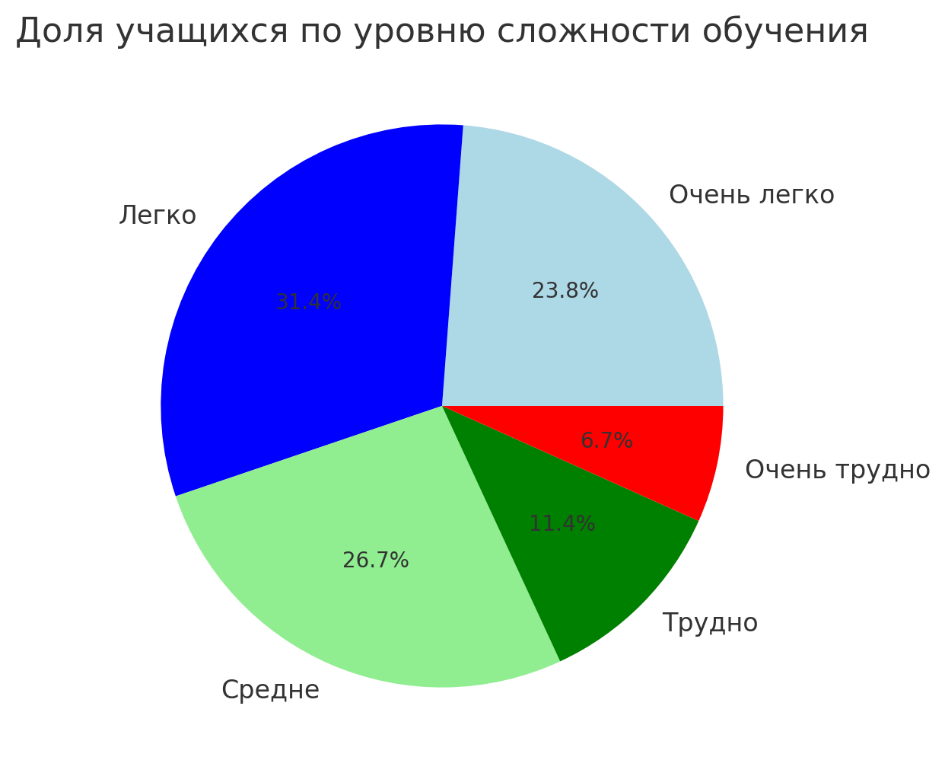 Доля учащихся по уровню сложности обучения
Очень легко
Легко
31.4%
23.8%
6.7%
Очень трудно
11.4%
26.7%
Трудно
Средне